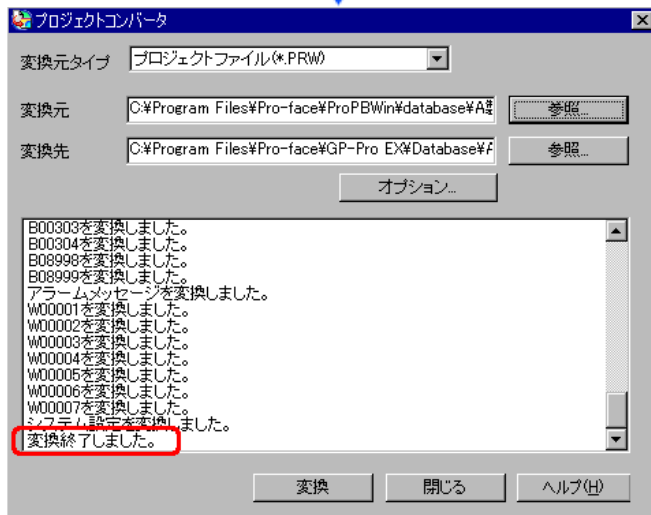 プロジェクトコンバータ
変換元タイプ プロジェクトファイル(*.PRW)
変換元 C:¥Program Files¥Pro-face¥ProPBWin¥database¥A 参照...
変換先 C:¥Program Files¥Pro-face¥GP-Pro EX¥Database¥A 参照...
オプション...
B00303を変換しました。
B00304を変換しました。
B08998を変換しました。
B08999を変換しました。
アラームメッセージを変換しました。
W00001を変換しました。
W00002を変換しました。
W00003を変換しました。
W00004を変換しました。
W00005を変換しました。
W00006を変換しました。
W00007を変換しました。
システム設定を変換しました。
変換終了しました。
変換 閉じる ヘルプ(H)